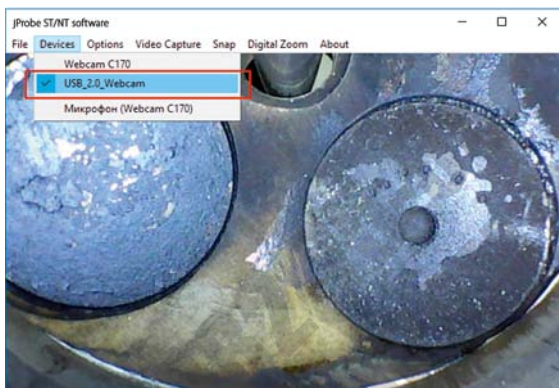 JProbe ST/NT software
File Devices Options Video Capture Snap Digital Zoom About
Webcam C170
USB_2.0_Webcam
Микрофон (Webcam C170)